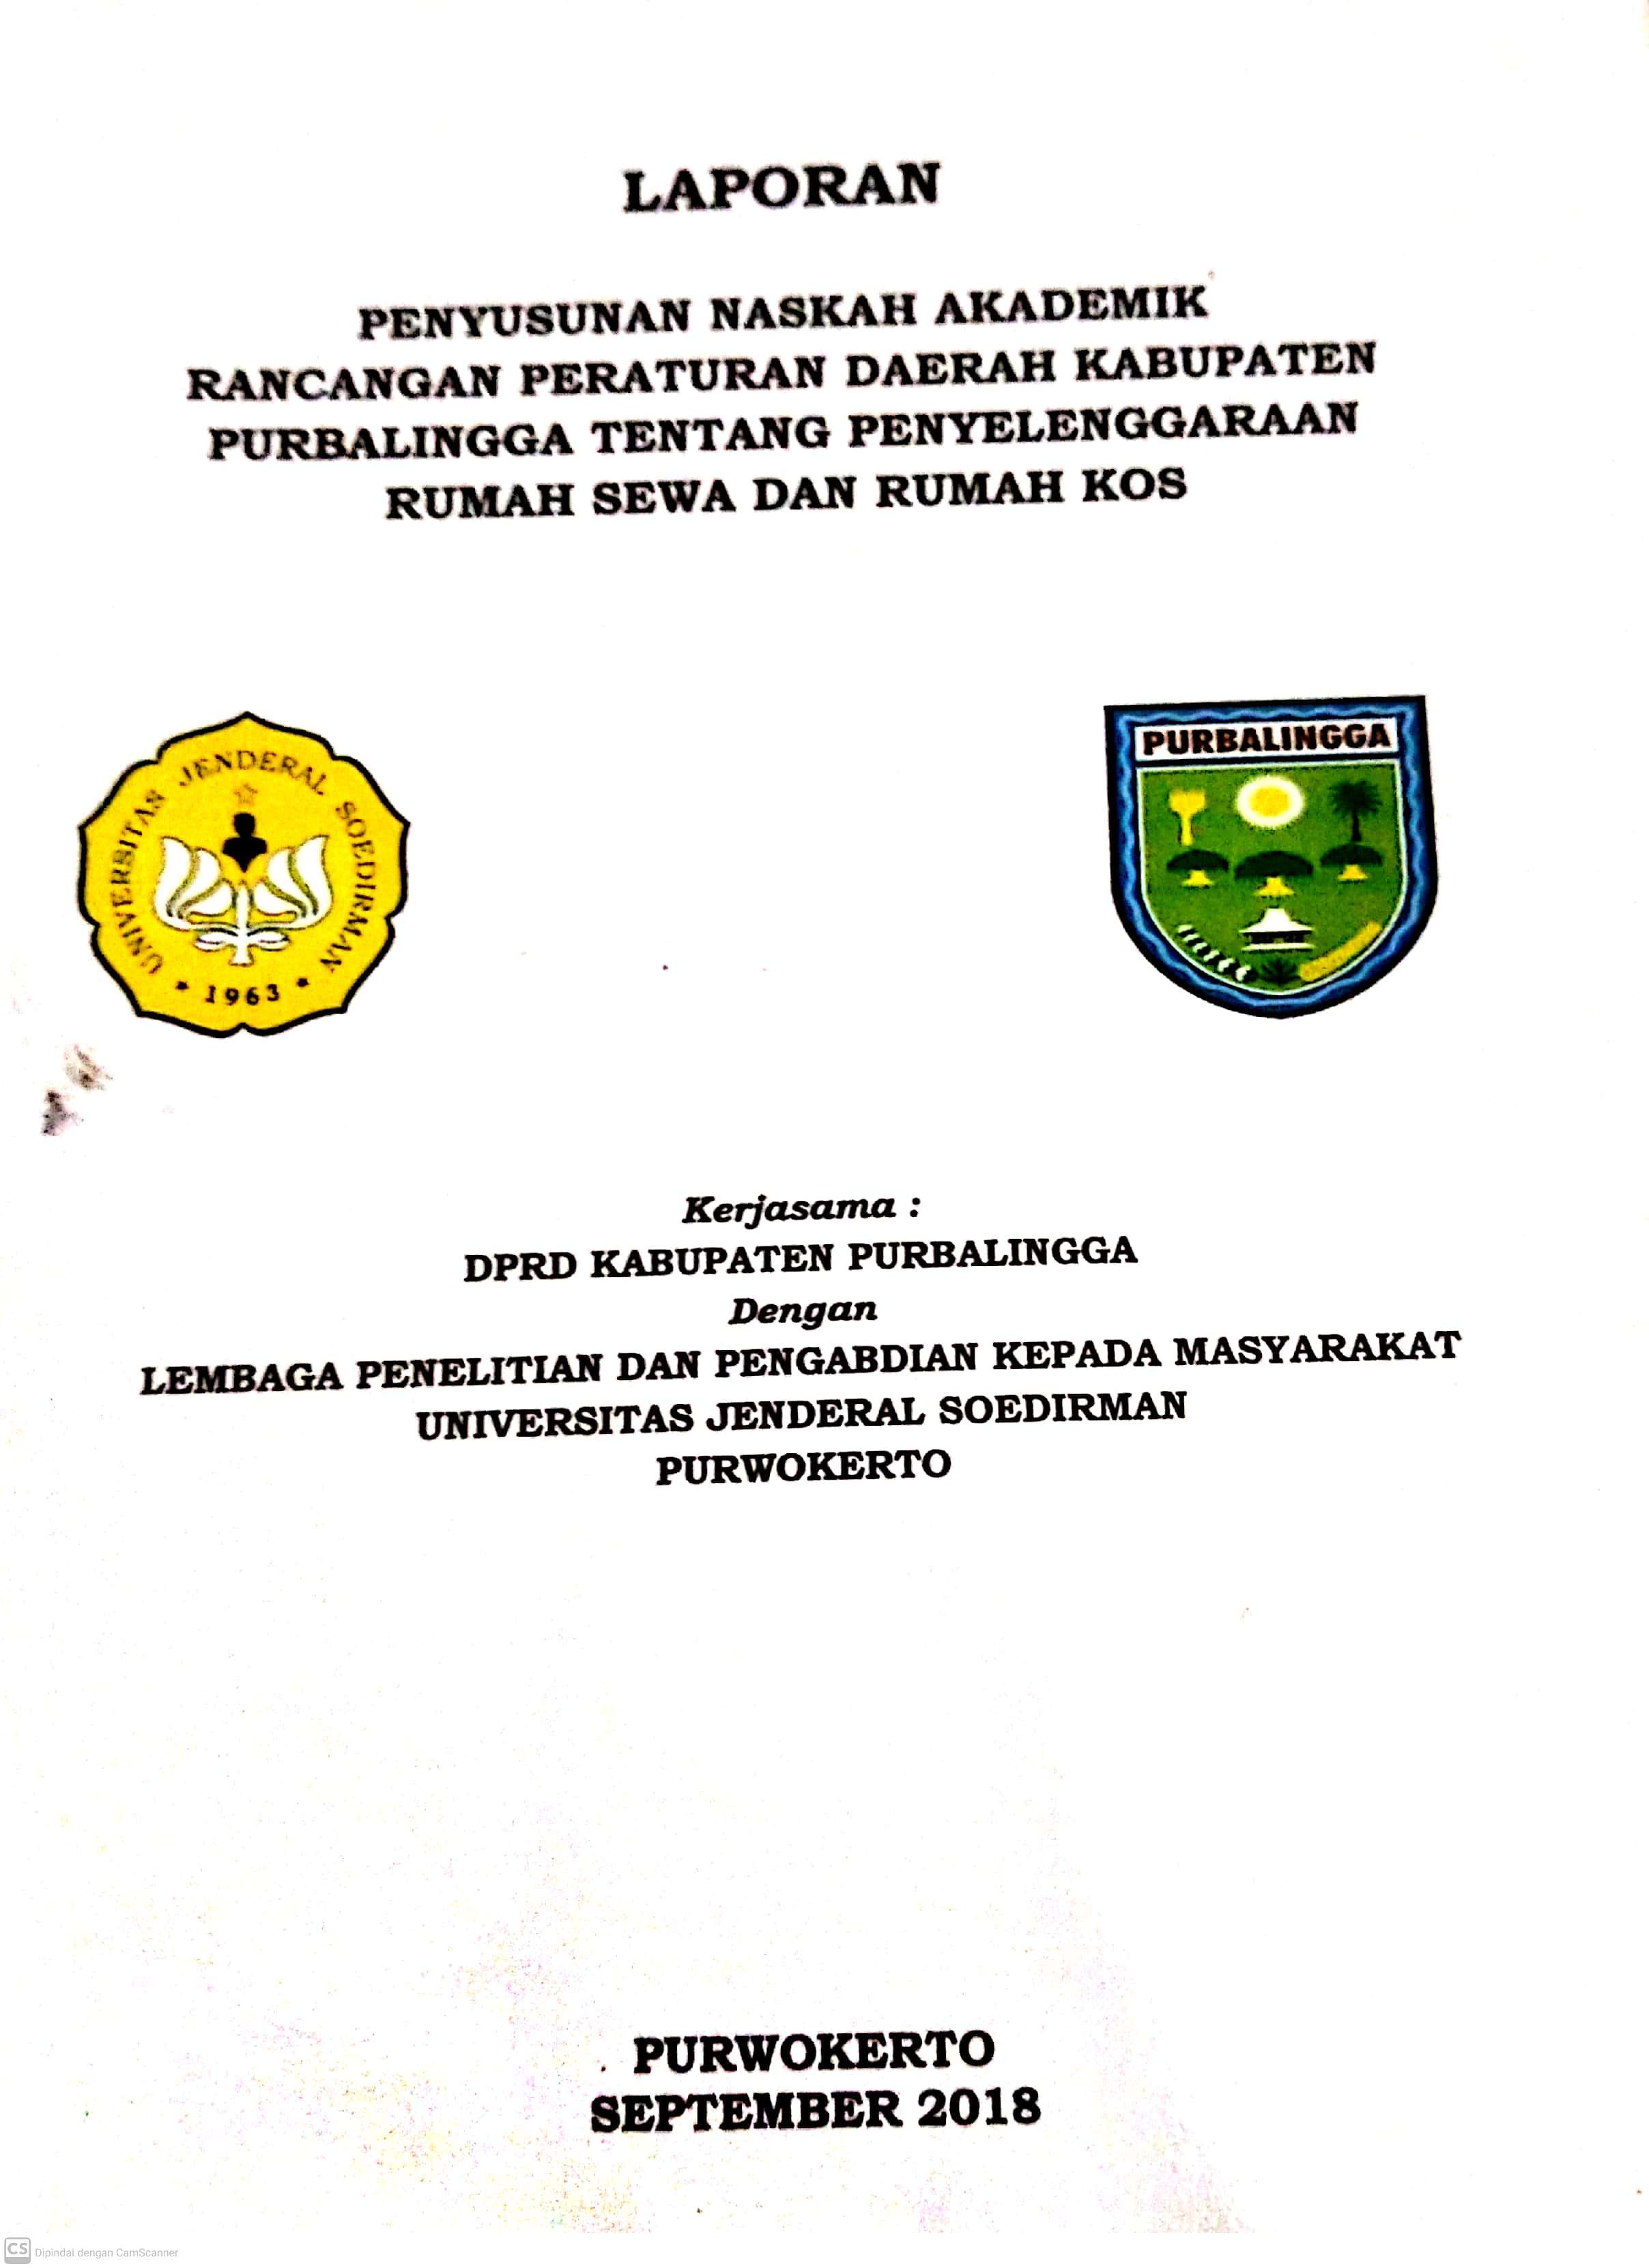 LAPORAN
PENYUSUNAN NASKAH AKADEMIK
RANCANGAN PERATURAN DAERAH KABUPATEN
PURBALINGGA TENTANG PENYELENGGARAAN
RUMAH SEWA DAN RUMAH KOS
UNIVERSITAS JENDERAL SOEDIRMAN
* 1963 *
PURBALINGGA
Kerjasama :
DPRD KABUPATEN PURBALINGGA
Dengan
LEMBAGA PENELITIAN DAN PENGABDIAN KEPADA MASYARAKAT
UNIVERSITAS JENDERAL SOEDIRMAN
PURWOKERTO
PURWOKERTO
SEPTEMBER 2018
CS Dipindai dengan CamScanner